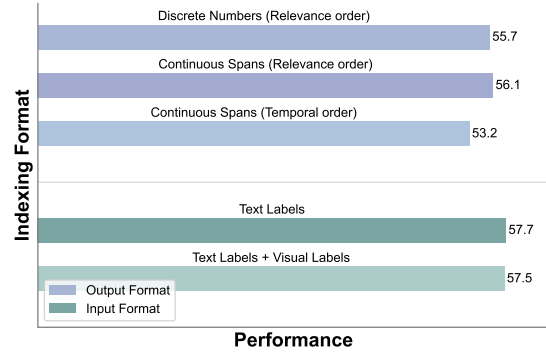 Discrete Numbers (Relevance order)
55.7
Continuous Spans (Relevance order)
56.1
Continuous Spans (Temporal order)
53.2
Text Labels
57.7
Text Labels + Visual Labels
57.5
Output Format
Input Format
Indexing Format
Performance